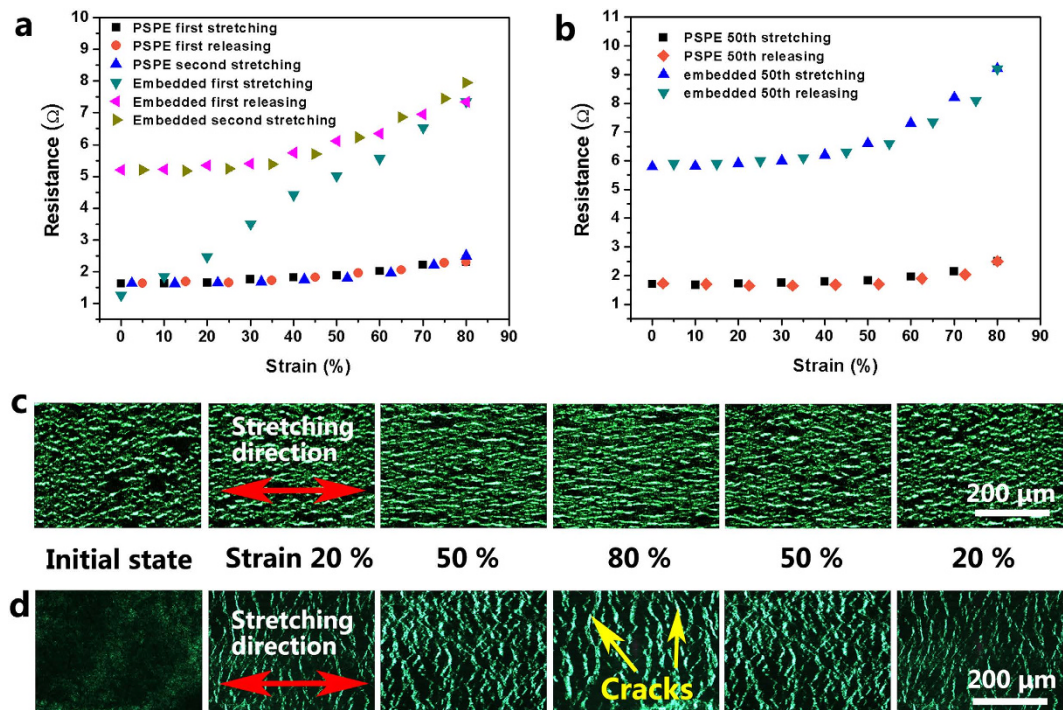 a
10
9
8
7
6
5
4
3
2
1
Resistance (Ω)
PSPE first stretching
PSPE first releasing
PSPE second stretching
Embedded first stretching
Embedded first releasing
Embedded second stretching
0 10 20 30 40 50 60 70 80 90
Strain (%)
b
11
10
9
8
7
6
5
4
3
2
1
Resistance (Ω)
PSPE 50th stretching
PSPE 50th releasing
embedded 50th stretching
embedded 50th releasing
0 10 20 30 40 50 60 70 80 90
Strain (%)
c
Stretching
direction
200 μm
Initial state Strain 20 % 50 % 80 % 50 % 20 %
d
Stretching
direction
Cracks
200 μm